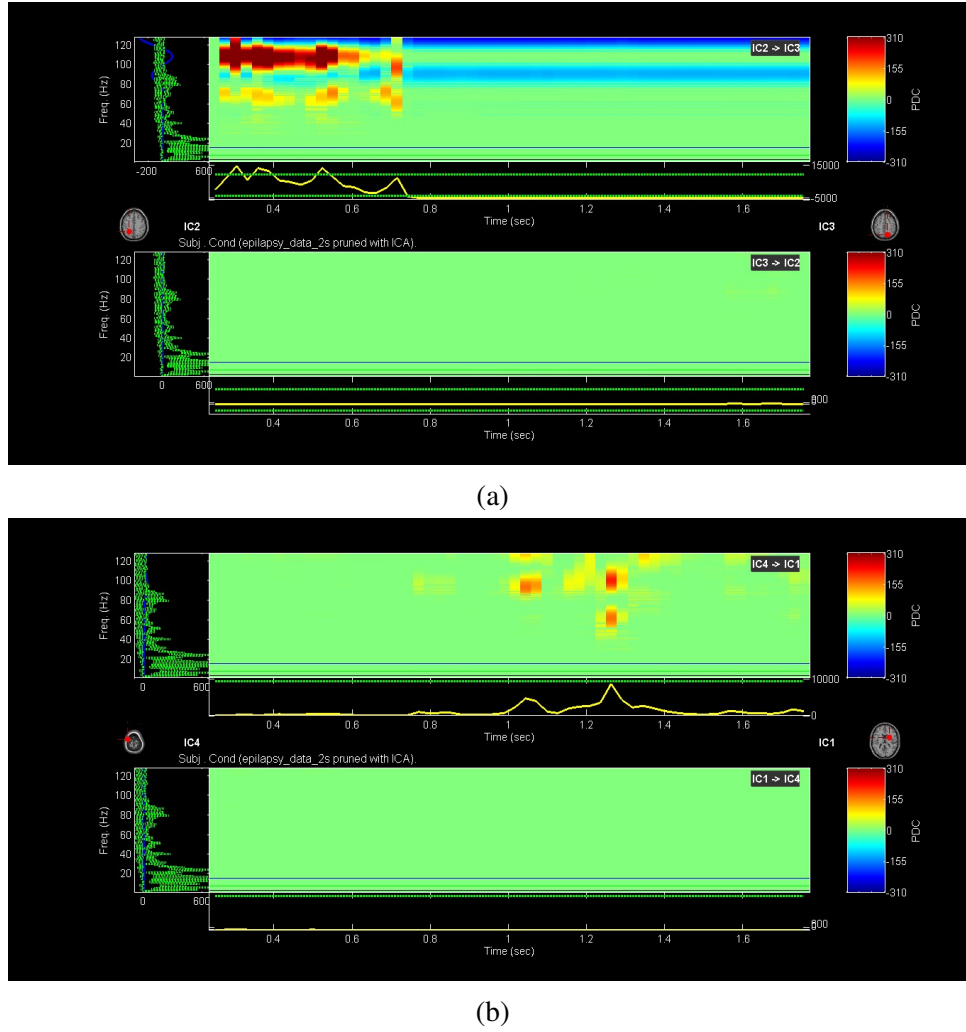 IC2 -> IC3
Freq. (Hz)
120
100
80
60
40
20
-200 600
310
155
0
-155
-310
PDC
15000
-5000
0.4 0.6 0.8 1 1.2 1.4 1.6
Time (sec)
IC2
IC3
Subj . Cond (epilapsy_data_2s pruned with ICA).
IC3 -> IC2
Freq. (Hz)
120
100
80
60
40
20
0 600
310
155
0
-155
-310
PDC
0.4 0.6 0.8 1 1.2 1.4 1.6
Time (sec)
(a)
IC4 -> IC1
Freq. (Hz)
120
100
80
60
40
20
0 600
310
155
0
-155
-310
PDC
10000
0
0.4 0.6 0.8 1 1.2 1.4 1.6
Time (sec)
IC4
IC1
Subj . Cond (epilapsy_data_2s pruned with ICA).
IC1 -> IC4
Freq. (Hz)
120
100
80
60
40
20
0 600
310
155
0
-155
-310
PDC
0.4 0.6 0.8 1 1.2 1.4 1.6
Time (sec)
(b)